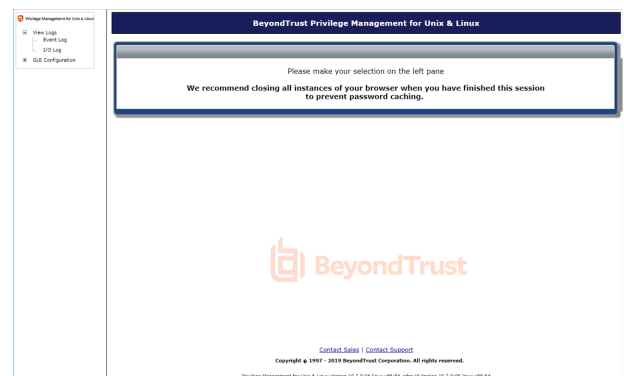 Privilege Management for Unix & Linux
View Logs
Event Log
I/O Log
GUI Configuration
BeyondTrust Privilege Management for Unix & Linux
Please make your selection on the left pane
We recommend closing all instances of your browser when you have finished this session
to prevent password caching.
BeyondTrust
Contact Sales | Contact Support
Copyright � 1997 - 2019 BeyondTrust Corporation. All rights reserved.